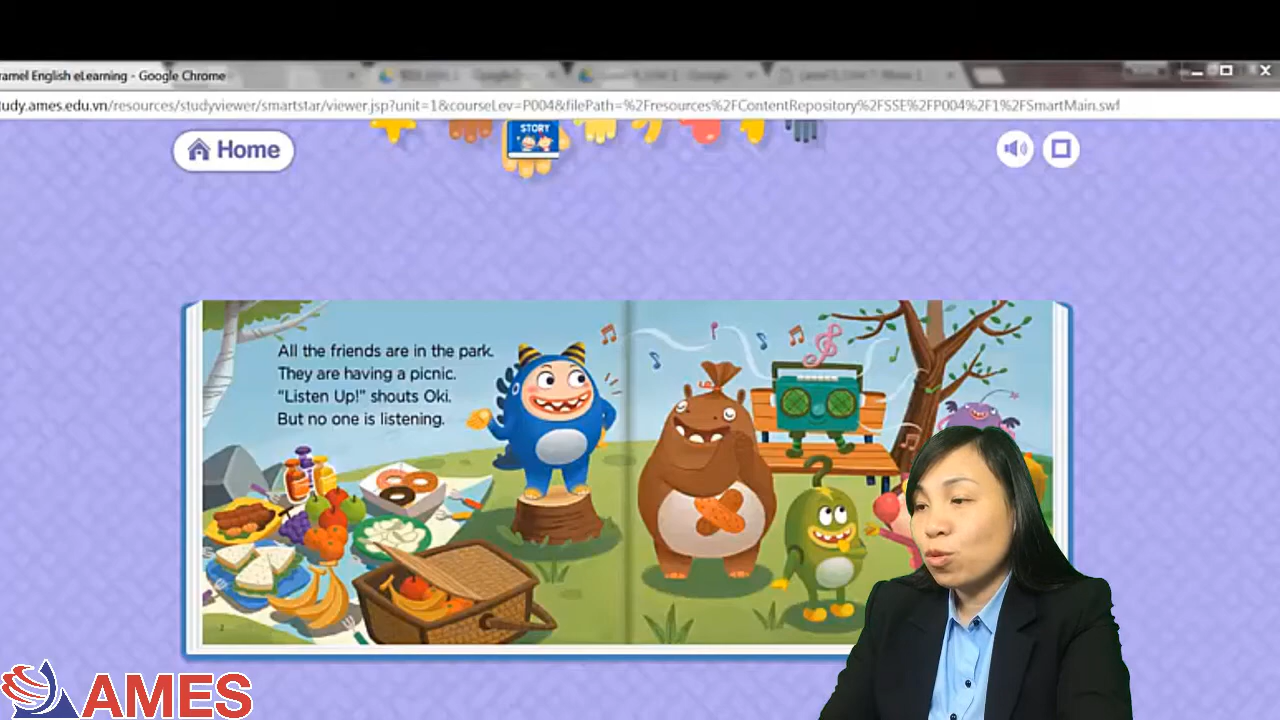 ramel English eLearning - Google Chrome
tudy.ames.edu.vn/resources/studyviewer/smartstar/viewer.jsp?unit=1&courseLev=P004&filePath=%2Fresources%2FContentRepository%2FSSE%2FP004%2F1%2FSmartMain.swf
STORY
Home
All the friends are in the park.
They are having a picnic.
“Listen Up!” shouts Oki.
But no one is listening.
2
AMES